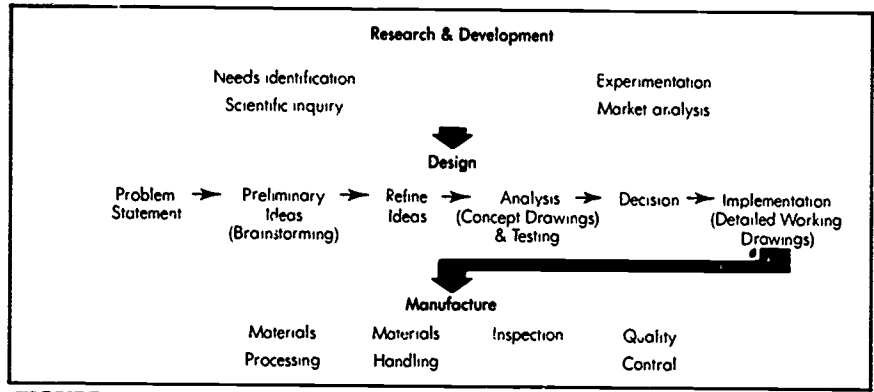 Research & Development
Needs identification Experimentation
Scientific inquiry Market analysis
Design
Problem → Preliminary → Refine → Analysis → Decision → Implementation
Statement Ideas Ideas (Concept Drawings) (Detailed Working
(Brainstorming) & Testing Drawings)
Manufacture
Materials Materials Inspection Quality
Processing Handling Control